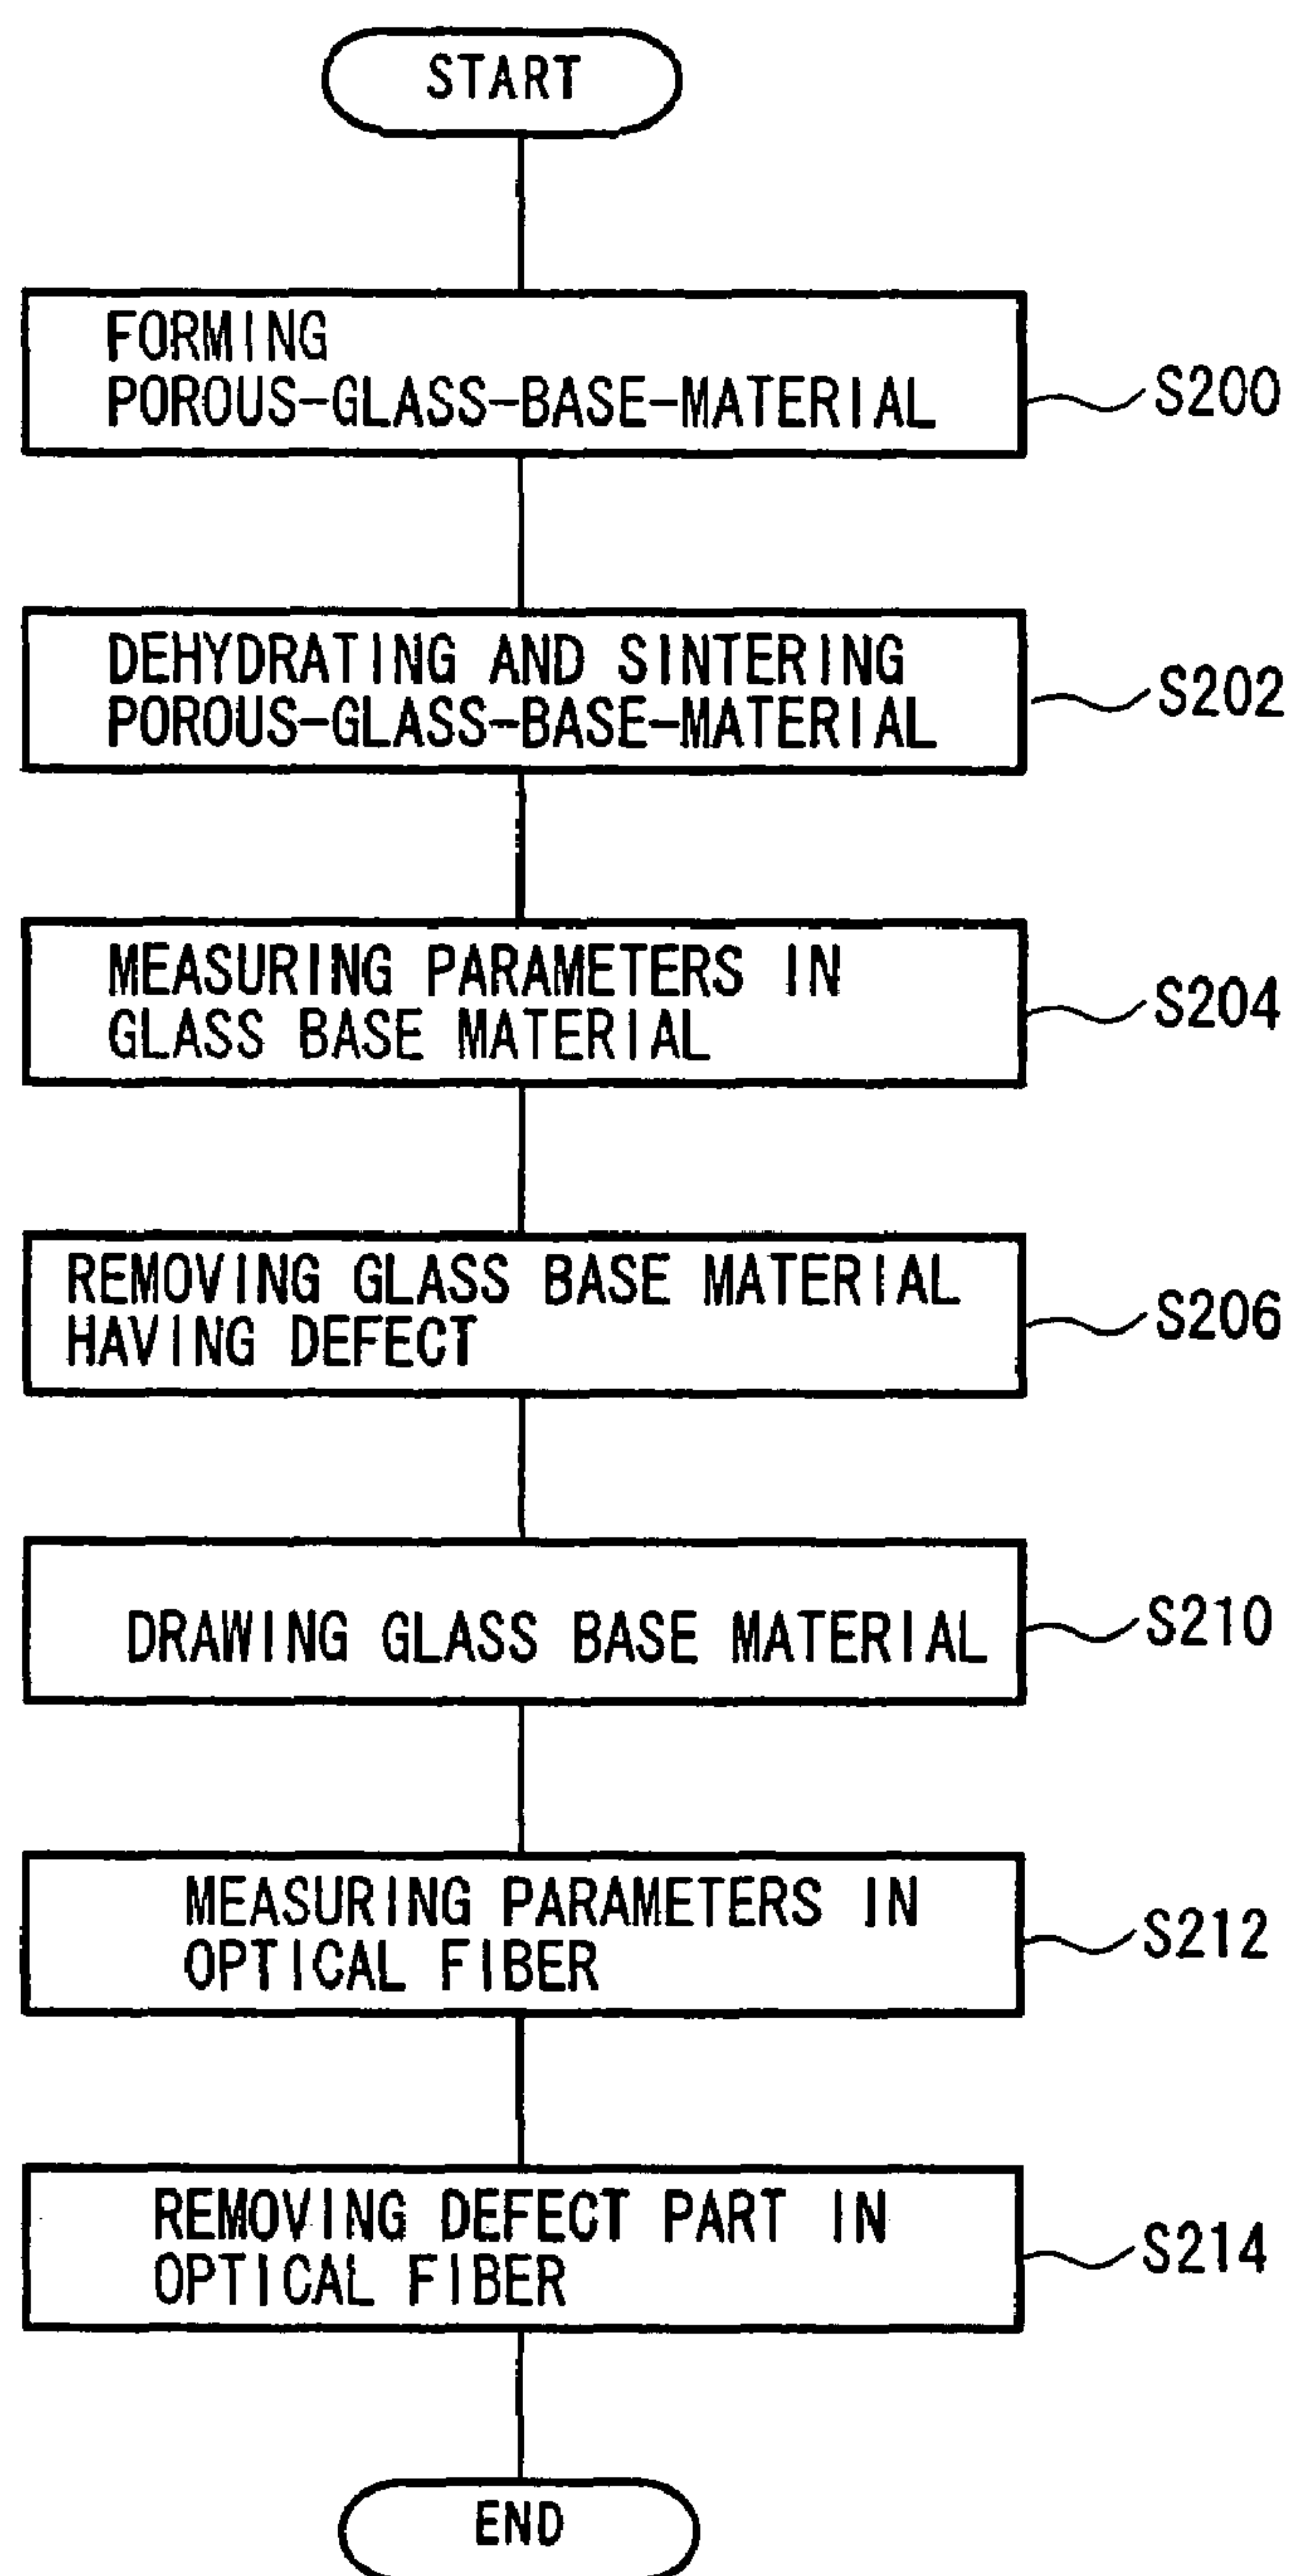 START
FORMING
POROUS-GLASS-BASE-MATERIAL
S200
DEHYDRATING AND SINTERING
POROUS-GLASS-BASE-MATERIAL
S202
MEASURING PARAMETERS IN
GLASS BASE MATERIAL
S204
REMOVING GLASS BASE MATERIAL
HAVING DEFECT
S206
DRAWING GLASS BASE MATERIAL
S210
MEASURING PARAMETERS IN
OPTICAL FIBER
S212
REMOVING DEFECT PART IN
OPTICAL FIBER
S214
END